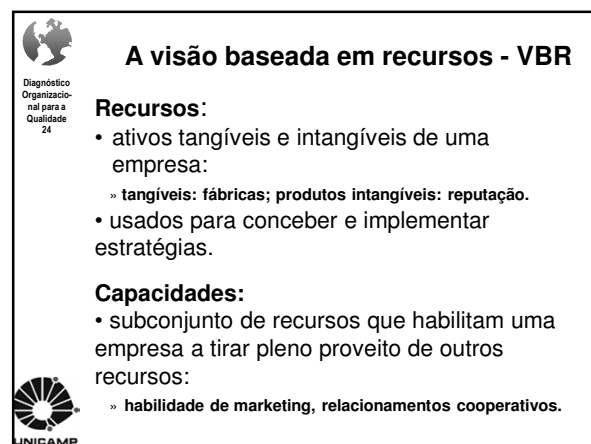 A visão baseada em recursos - VBR
Diagnóstico
Organizacio-
nal para a
Qualidade
24
Recursos:
• ativos tangíveis e intangíveis de uma
empresa:
» tangíveis: fábricas; produtos intangíveis: reputação.
• usados para conceber e implementar
estratégias.
Capacidades:
• subconjunto de recursos que habilitam uma
empresa a tirar pleno proveito de outros
recursos:
» habilidade de marketing, relacionamentos cooperativos.
UNICAMP